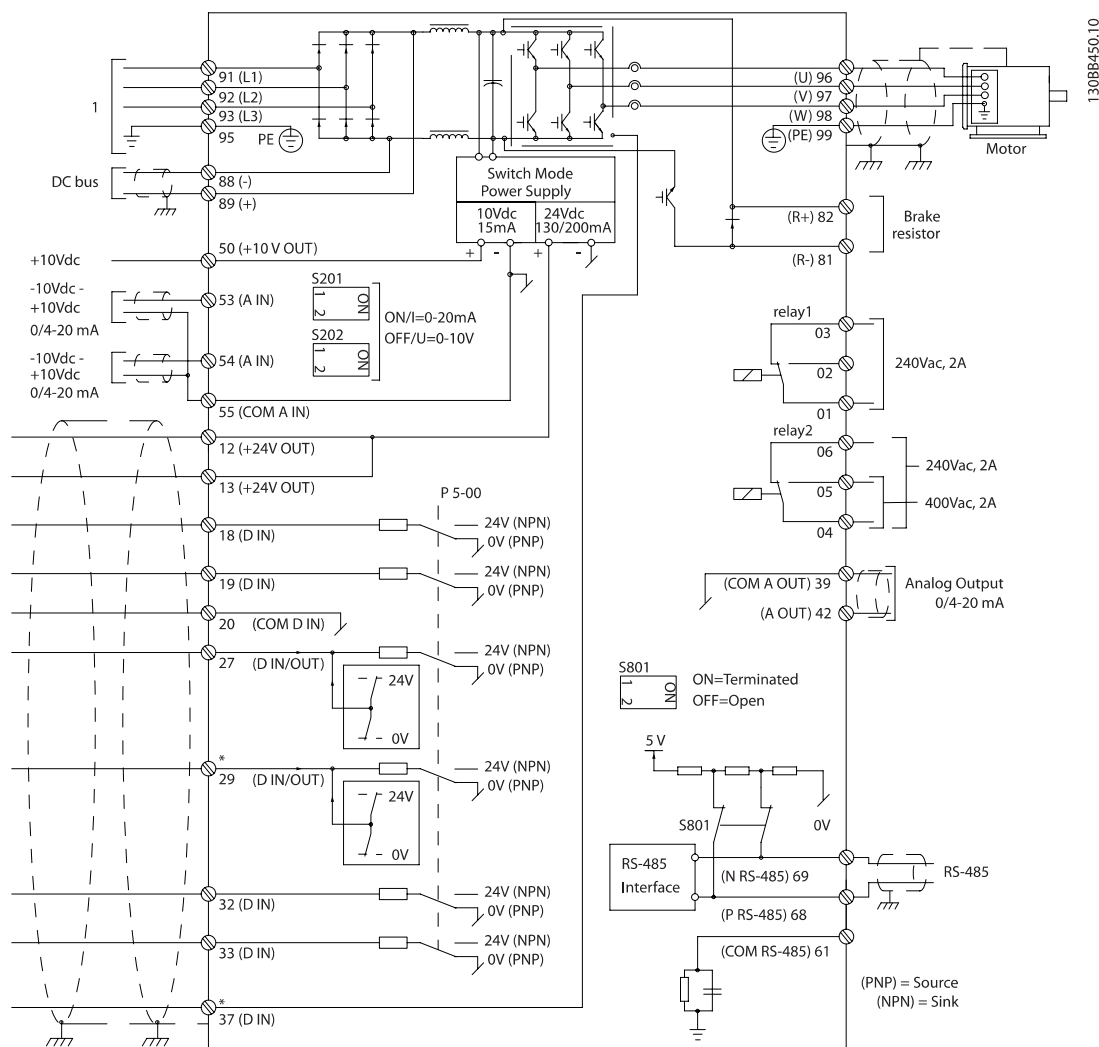 130BB450.10
1
91 (L1)
92 (L2)
93 (L3)
95
PE
DC bus
88 (-)
89 (+)
Switch Mode
Power Supply
10Vdc
15mA
24Vdc
130/200mA
+ - + -
(U) 96
(V) 97
(W) 98
(PE) 99
Motor
(R+) 82
(R-) 81
Brake
resistor
+10Vdc
50 (+10 V OUT)
-10Vdc -
+10Vdc
0/4-20 mA
53 (A IN)
-10Vdc -
+10Vdc
0/4-20 mA
54 (A IN)
55 (COM A IN)
S201
1
2
ON
S202
1
2
ON
ON/I=0-20mA
OFF/U=0-10V
12 (+24V OUT)
13 (+24V OUT)
P 5-00
18 (D IN)
24V (NPN)
0V (PNP)
19 (D IN)
24V (NPN)
0V (PNP)
20 (COM D IN)
27 (D IN/OUT)
24V (NPN)
0V (PNP)
24V
0V
*
29 (D IN/OUT)
24V (NPN)
0V (PNP)
24V
0V
32 (D IN)
24V (NPN)
0V (PNP)
33 (D IN)
24V (NPN)
0V (PNP)
*
37 (D IN)
relay1
03
02
01
240Vac, 2A
relay2
06
05
04
240Vac, 2A
400Vac, 2A
(COM A OUT) 39
(A OUT) 42
Analog Output
0/4-20 mA
S801
1
2
ON
ON=Terminated
OFF=Open
5 V
S801
0V
RS-485
Interface
(N RS-485) 69
(P RS-485) 68
RS-485
(COM RS-485) 61
(PNP) = Source
(NPN) = Sink